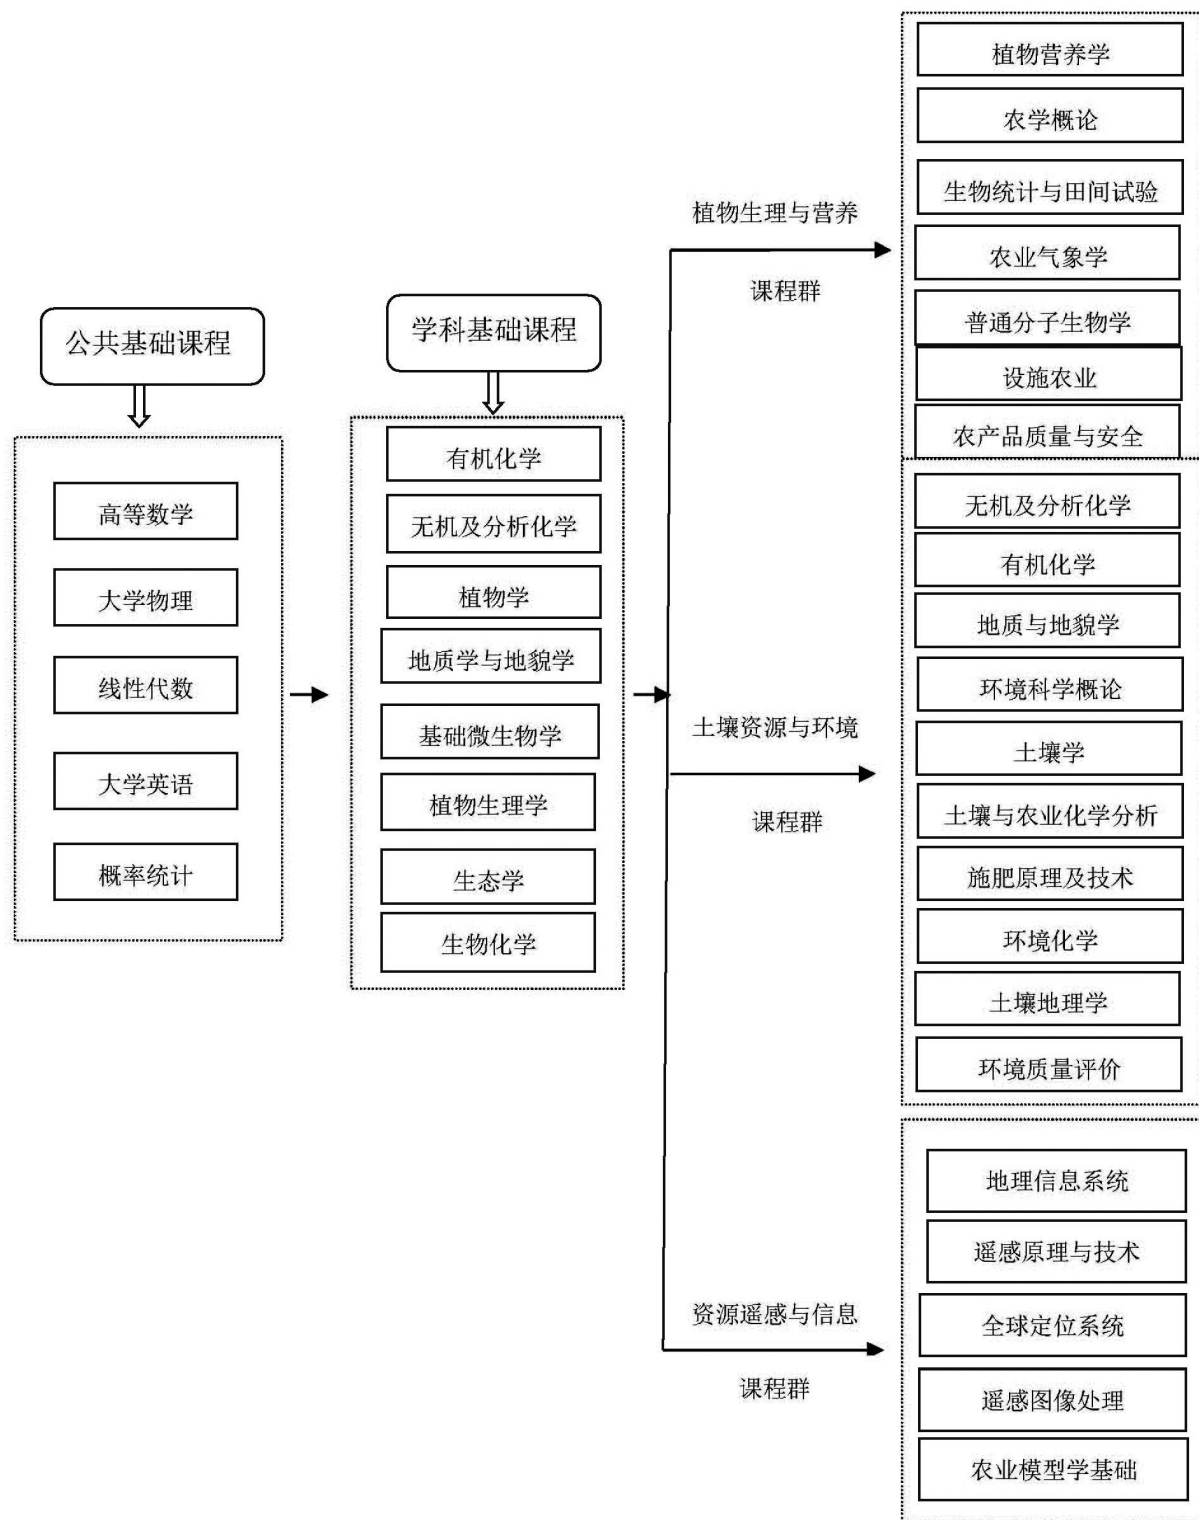 公共基础课程
高等数学
大学物理
线性代数
大学英语
概率统计
学科基础课程
有机化学
无机及分析化学
植物学
地质学与地貌学
基础微生物学
植物生理学
生态学
生物化学
植物生理与营养
课程群
植物营养学
农学概论
生物统计与田间试验
农业气象学
普通分子生物学
设施农业
农产品质量与安全
土壤资源与环境
课程群
无机及分析化学
有机化学
地质与地貌学
环境科学概论
土壤学
土壤与农业化学分析
施肥原理及技术
环境化学
土壤地理学
环境质量评价
资源遥感与信息
课程群
地理信息系统
遥感原理与技术
全球定位系统
遥感图像处理
农业模型学基础